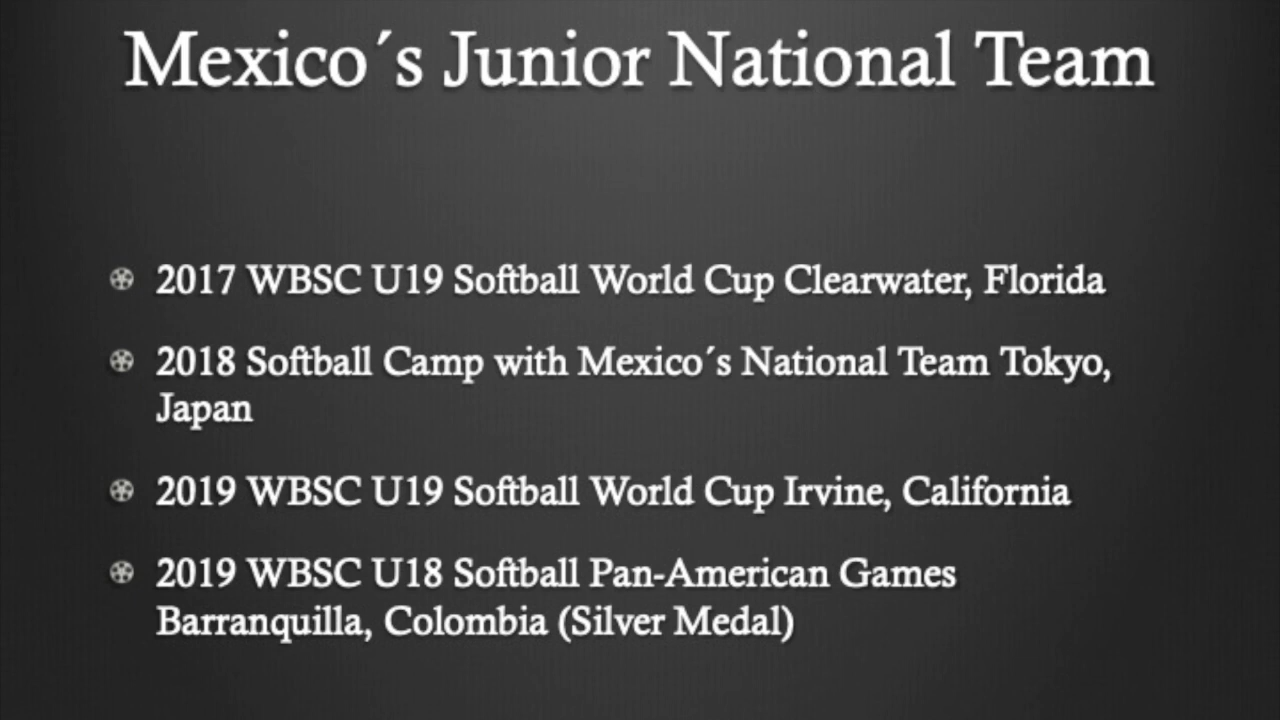 Mexico´s Junior National Team
2017 WBSC U19 Softball World Cup Clearwater, Florida
2018 Softball Camp with Mexico´s National Team Tokyo,
Japan
2019 WBSC U19 Softball World Cup Irvine, California
2019 WBSC U18 Softball Pan-American Games
Barranquilla, Colombia (Silver Medal)